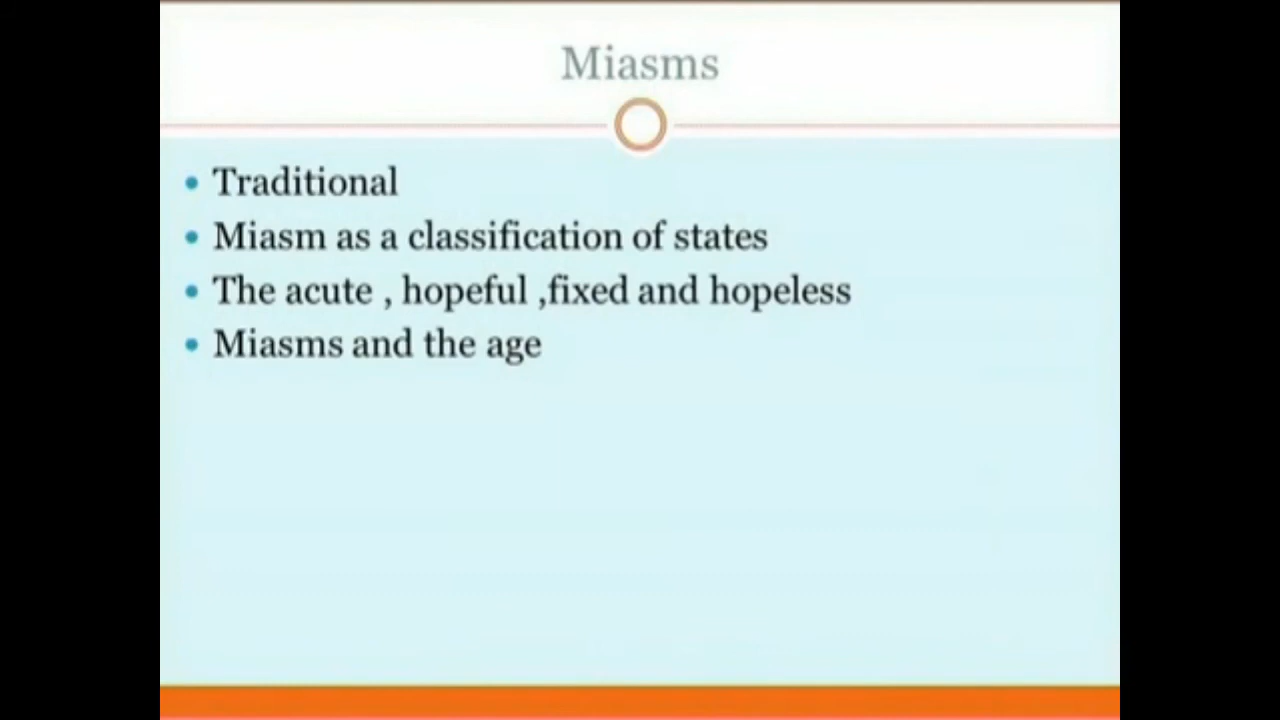 Miasms
• Traditional
• Miasm as a classification of states
• The acute , hopeful ,fixed and hopeless
• Miasms and the age